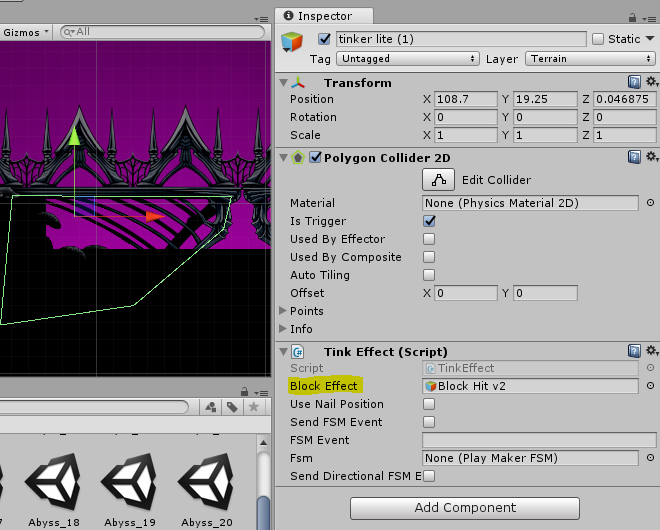 Gizmos
All
Inspector
tinker lite (1)
Static
Tag Untagged Layer Terrain
Transform
Position X 108.7 Y 19.25 Z 0.046875
Rotation X 0 Y 0 Z 0
Scale X 1 Y 1 Z 1
Polygon Collider 2D
Edit Collider
Material None (Physics Material 2D)
Is Trigger
Used By Effector
Used By Composite
Auto Tiling
Offset X 0 Y 0
Points
Info
Tink Effect (Script)
Script TinkEffect
Block Effect Block Hit v2
Use Nail Position
Send FSM Event
FSM Event
Fsm None (Play Maker FSM)
Send Directional FSM E
Add Component
7 Abyss_18 Abyss_19 Abyss_20